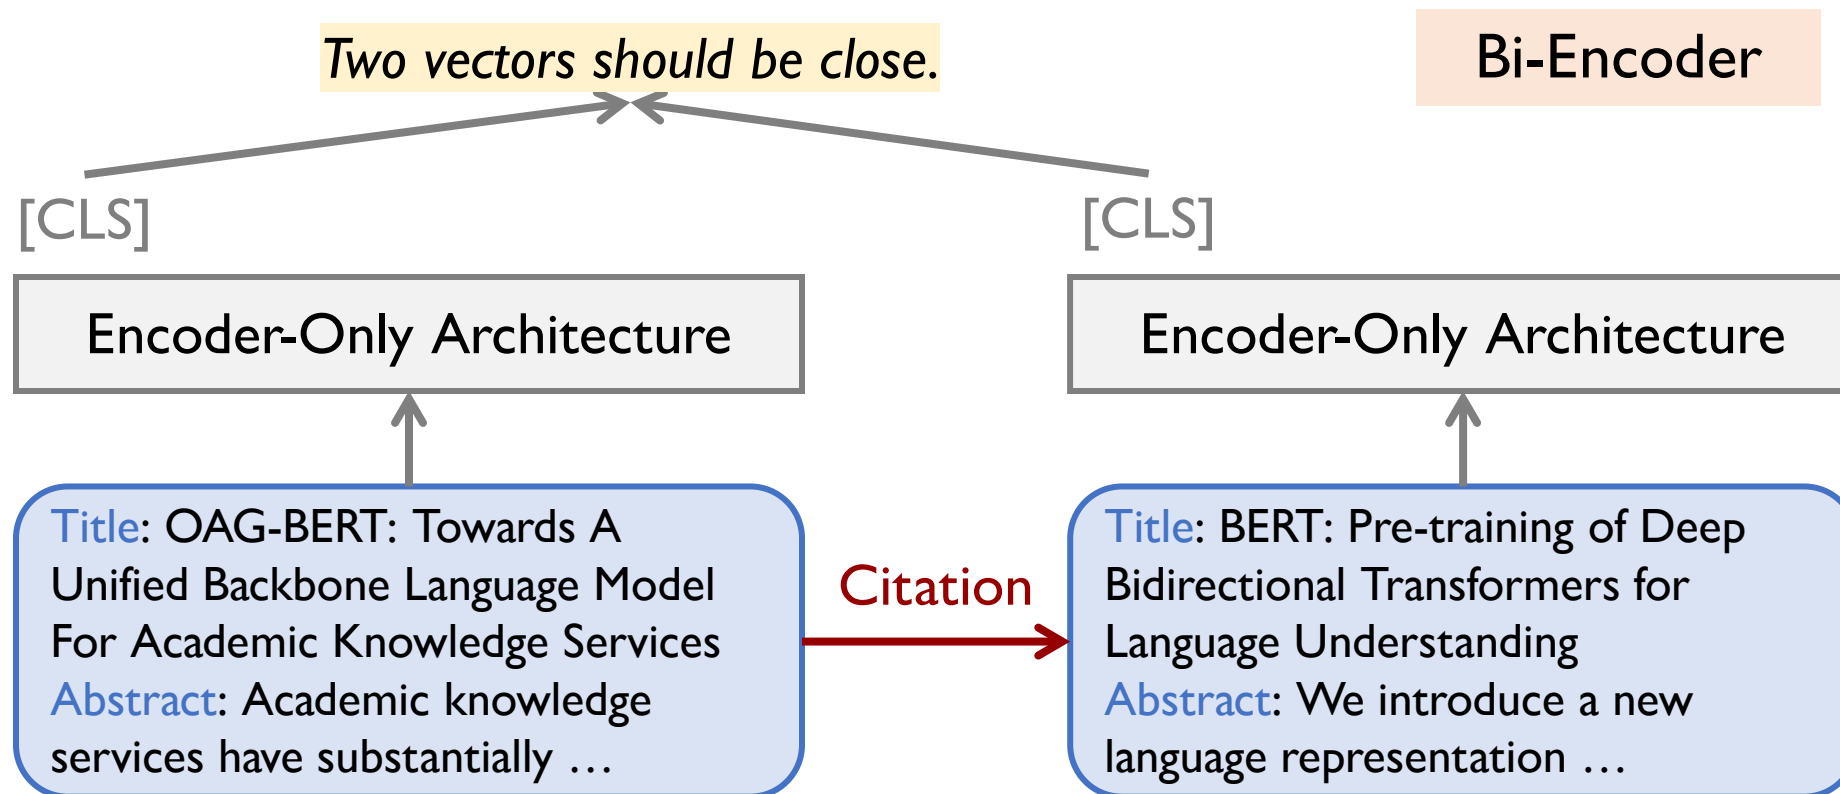 Two vectors should be close.
Bi-Encoder
[CLS]
[CLS]
Encoder-Only Architecture
Encoder-Only Architecture
Title: OAG-BERT: Towards A
Unified Backbone Language Model
For Academic Knowledge Services
Abstract: Academic knowledge
services have substantially …
Citation
Title: BERT: Pre-training of Deep
Bidirectional Transformers for
Language Understanding
Abstract: We introduce a new
language representation …